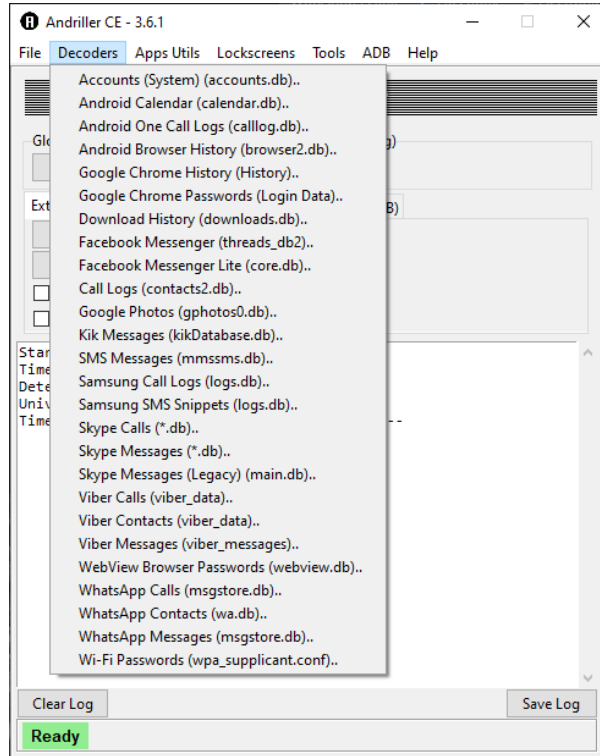 Andriller CE - 3.6.1
File Decoders Apps Utils Lockscreens Tools ADB Help
Accounts (System) (accounts.db)..
Android Calendar (calendar.db)..
Android One Call Logs (calllog.db)..
Android Browser History (browser2.db)..
Google Chrome History (History)..
Google Chrome Passwords (Login Data)..
Download History (downloads.db)..
Facebook Messenger (threads_db2)..
Facebook Messenger Lite (core.db)..
Call Logs (contacts2.db)..
Google Photos (gphotos0.db)..
Kik Messages (kikDatabase.db)..
SMS Messages (mmssms.db)..
Samsung Call Logs (logs.db)..
Samsung SMS Snippets (logs.db)..
Skype Calls (*.db)..
Skype Messages (*.db)..
Skype Messages (Legacy) (main.db)..
Viber Calls (viber_data)..
Viber Contacts (viber_data)..
Viber Messages (viber_messages)..
WebView Browser Passwords (webview.db)..
WhatsApp Calls (msgstore.db)..
WhatsApp Contacts (wa.db)..
WhatsApp Messages (msgstore.db)..
Wi-Fi Passwords (wpa_supplicant.conf)..
Clear Log Save Log
Ready